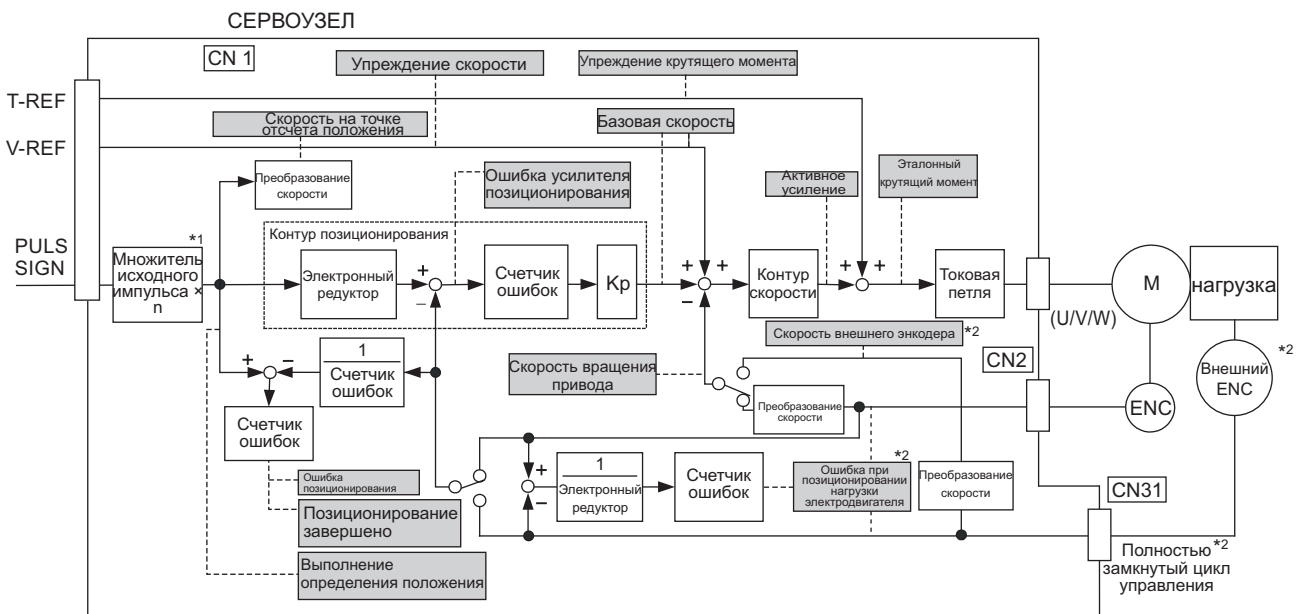 СЕРВОУЗЕЛ
CN 1
Упреждение скорости
Упреждение крутящего момента
T-REF
Скорость на точке
отсчета положения
Базовая скорость
V-REF
Преобразование
скорости
Ошибка усилителя
позиционирования
Активное
усиление
Эталонный
крутящий момент
PULS
SIGN
*1
Множитель
исходного
импульса ×
n
Контур позиционирования
Электронный
редуктор
+
−
Счетчик
ошибок
Kp
+
+
−
Контур
скорости
+
+
Токовая
петля
(U/V/W)
M
нагрузка
Скорость внешнего энкодера
*2
+
−
1
Счетчик
ошибок
Скорость вращения
привода
CN2
Внешний
ENC
*2
Преобразование
скорости
ENC
Счетчик
ошибок
*2
Ошибка
позиционирования
+
−
1
Электронный
редуктор
Счетчик
ошибок
Ошибка при
позиционировании
нагрузки
электродвигателя
Преобразование
скорости
CN31
Позиционирование
завершено
Полностью
замкнутый цикл
управления
*2
Выполнение
определения положения